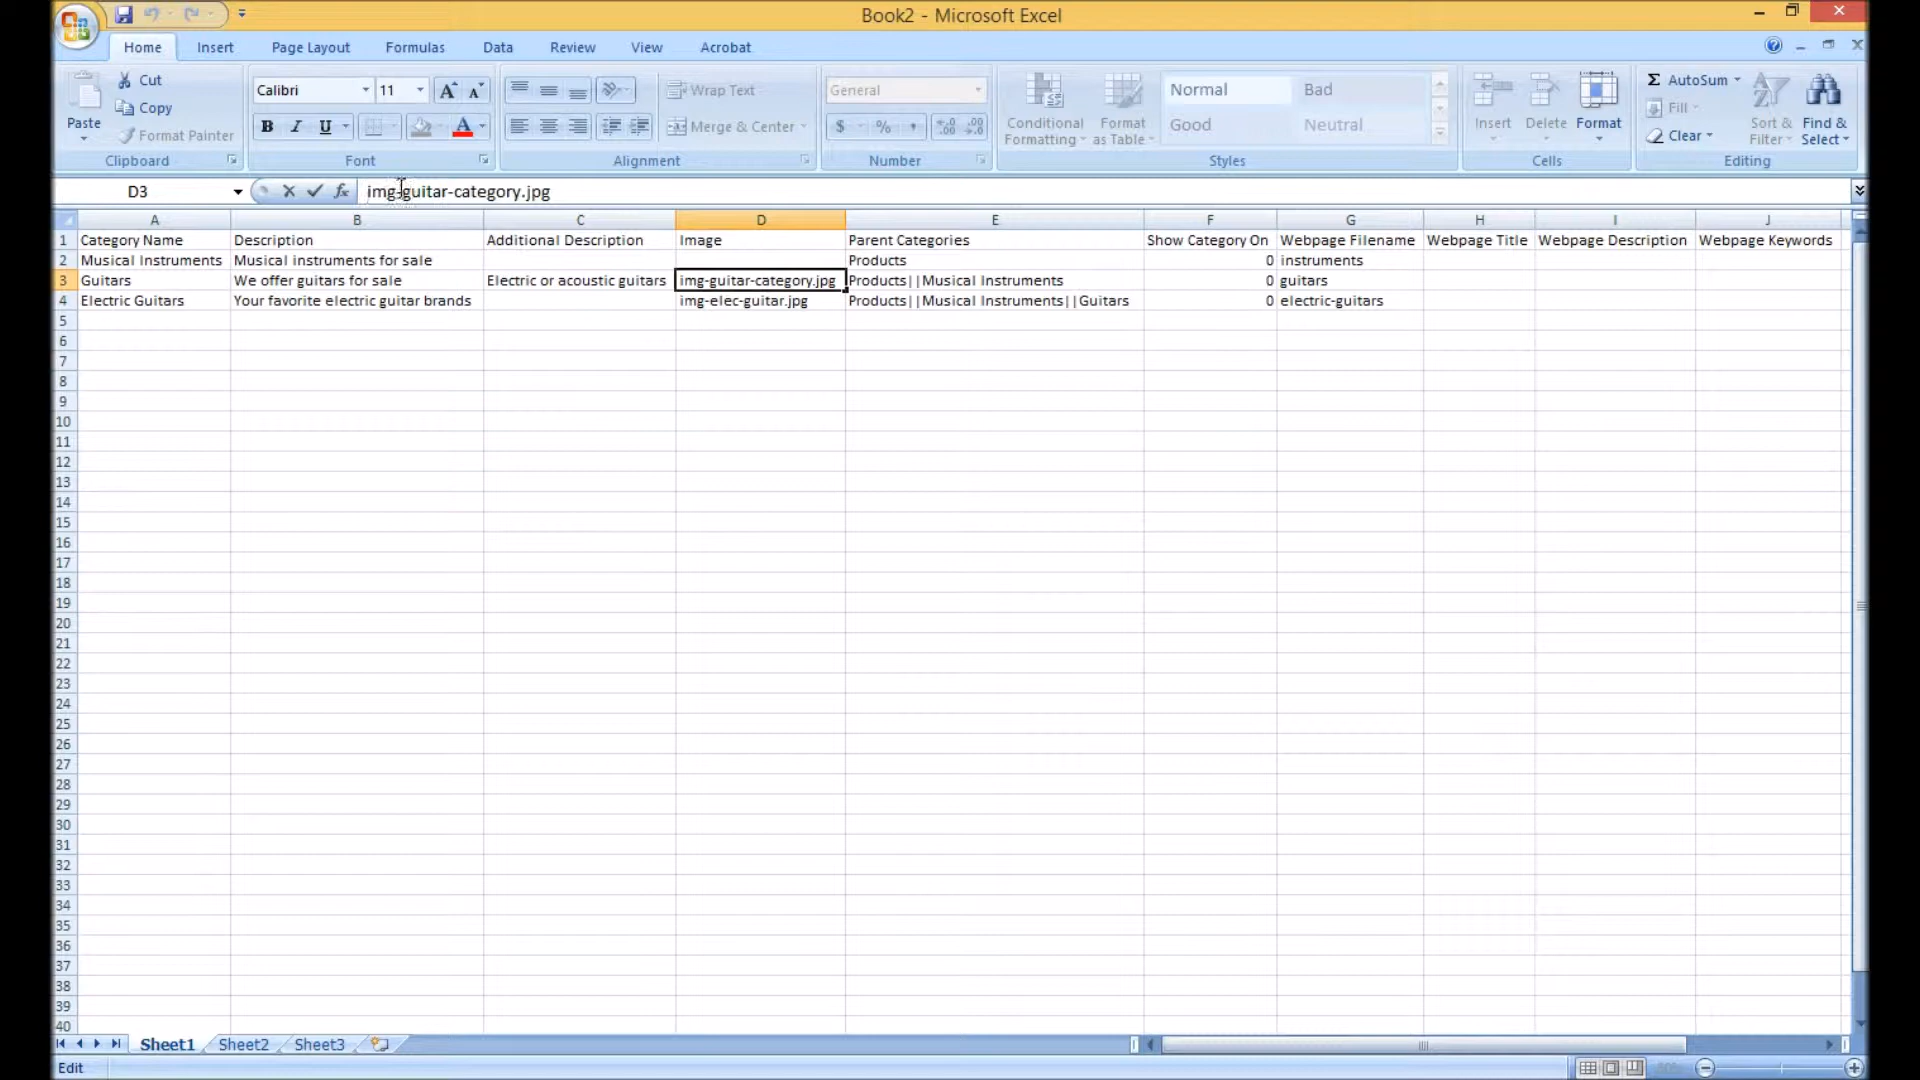 Book2 - Microsoft Excel
Home Insert Page Layout Formulas Data Review View Acrobat
Paste Cut Copy Format Painter Clipboard
Calibri 11 B I U A Font
Wrap Text Merge & Center Alignment
General $ % , Number
Conditional Formatting Format as Table Normal Bad Good Neutral Styles
Insert Delete Format Cells
Σ AutoSum Fill Clear Sort & Filter Find & Select Editing
D3 fx img-guitar-category.jpg
A B C D E F G H I J
1 Category Name Description Additional Description Image Parent Categories Show Category On Webpage Filename Webpage Title Webpage Description Webpage Keywords
2 Musical Instruments Musical instruments for sale Products 0 instruments
3 Guitars We offer guitars for sale Electric or acoustic guitars img-guitar-category.jpg Products||Musical Instruments 0 guitars
4 Electric Guitars Your favorite electric guitar brands img-elec-guitar.jpg Products||Musical Instruments||Guitars 0 electric-guitars
5
6
7
8
9
10
11
12
13
14
15
16
17
18
19
20
21
22
23
24
25
26
27
28
29
30
31
32
33
34
35
36
37
38
39
40
Sheet1 Sheet2 Sheet3
Edit